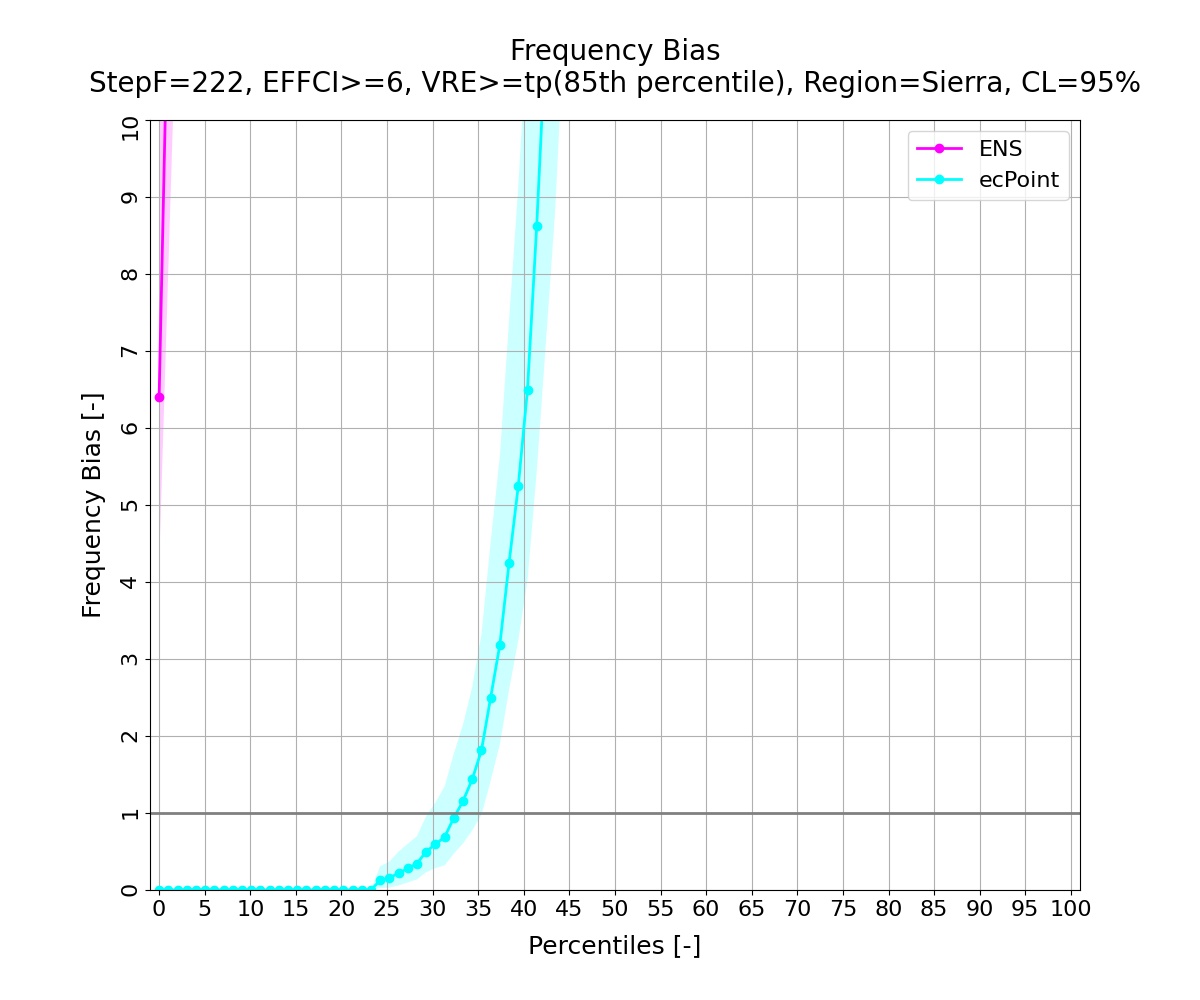 Frequency Bias
StepF=222, EFFCI>=6, VRE>=tp(85th percentile), Region=Sierra, CL=95%
ENS
ecPoint
Frequency Bias [-]
10
9
8
7
6
5
4
3
2
1
0
0 5 10 15 20 25 30 35 40 45 50 55 60 65 70 75 80 85 90 95 100
Percentiles [-]